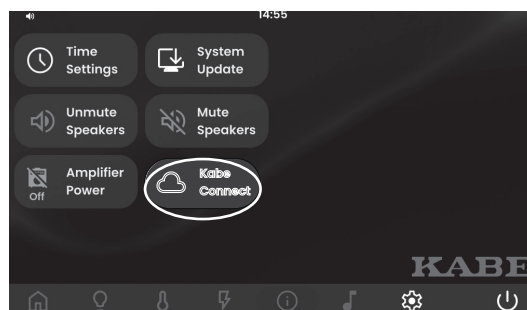 14:55
Time
Settings
System
Update
Unmute
Speakers
Mute
Speakers
Amplifier
Power
Off
Kabe
Connect
KABE